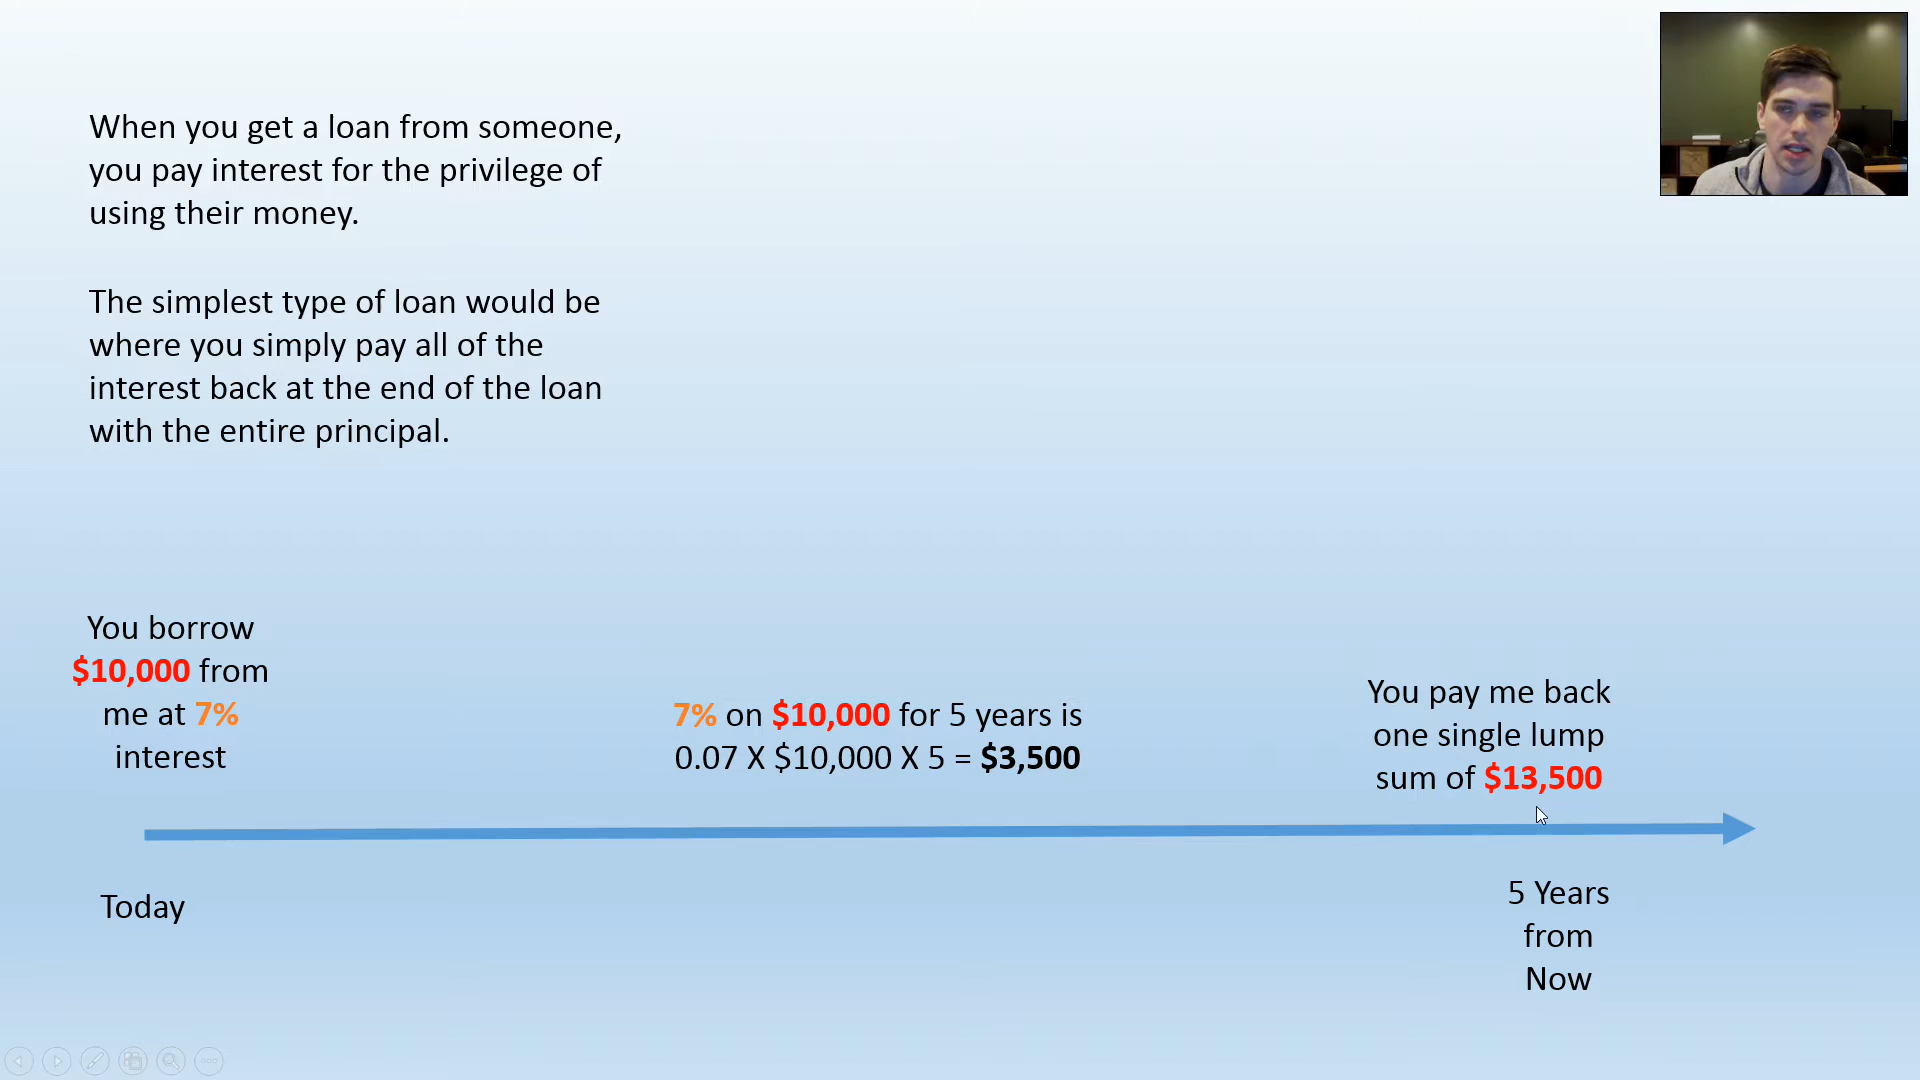 When you get a loan from someone,
you pay interest for the privilege of
using their money.
The simplest type of loan would be
where you simply pay all of the
interest back at the end of the loan
with the entire principal.
You borrow
$10,000 from
me at 7%
interest
7% on $10,000 for 5 years is
0.07 X $10,000 X 5 = $3,500
You pay me back
one single lump
sum of $13,500
Today
5 Years
from
Now